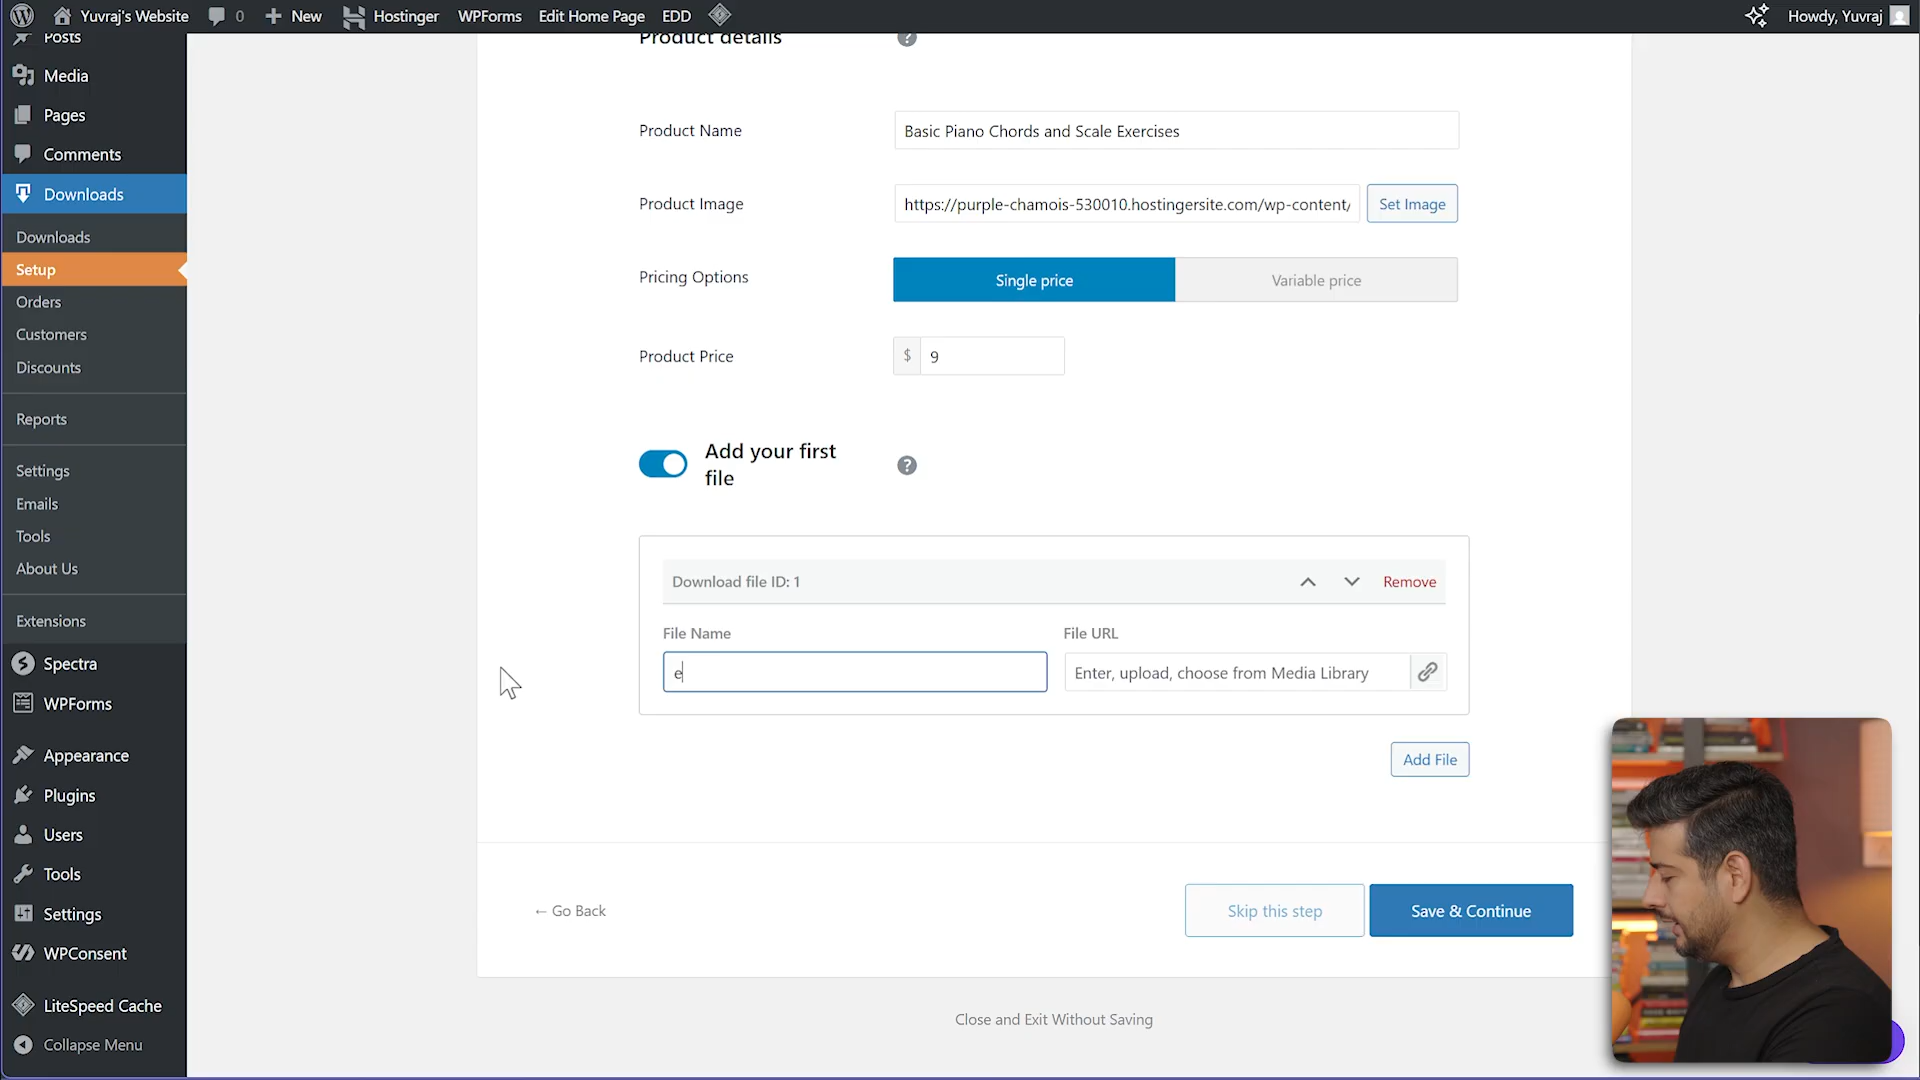 Yuvraj's Website
0
New
Hostinger
WPForms
Edit Home Page
EDD
Howdy, Yuvraj
Posts
Media
Pages
Comments
Downloads
Downloads
Setup
Orders
Customers
Discounts
Reports
Settings
Emails
Tools
About Us
Extensions
Spectra
WPForms
Appearance
Plugins
Users
Tools
Settings
WPConsent
LiteSpeed Cache
Collapse Menu
Product details
Product Name
Basic Piano Chords and Scale Exercises
Product Image
https://purple-chamois-530010.hostingersite.com/wp-content/
Set Image
Pricing Options
Single price
Variable price
Product Price
$
9
Add your first
file
Download file ID: 1
Remove
File Name
File URL
e
Enter, upload, choose from Media Library
Add File
← Go Back
Skip this step
Save & Continue
Close and Exit Without Saving